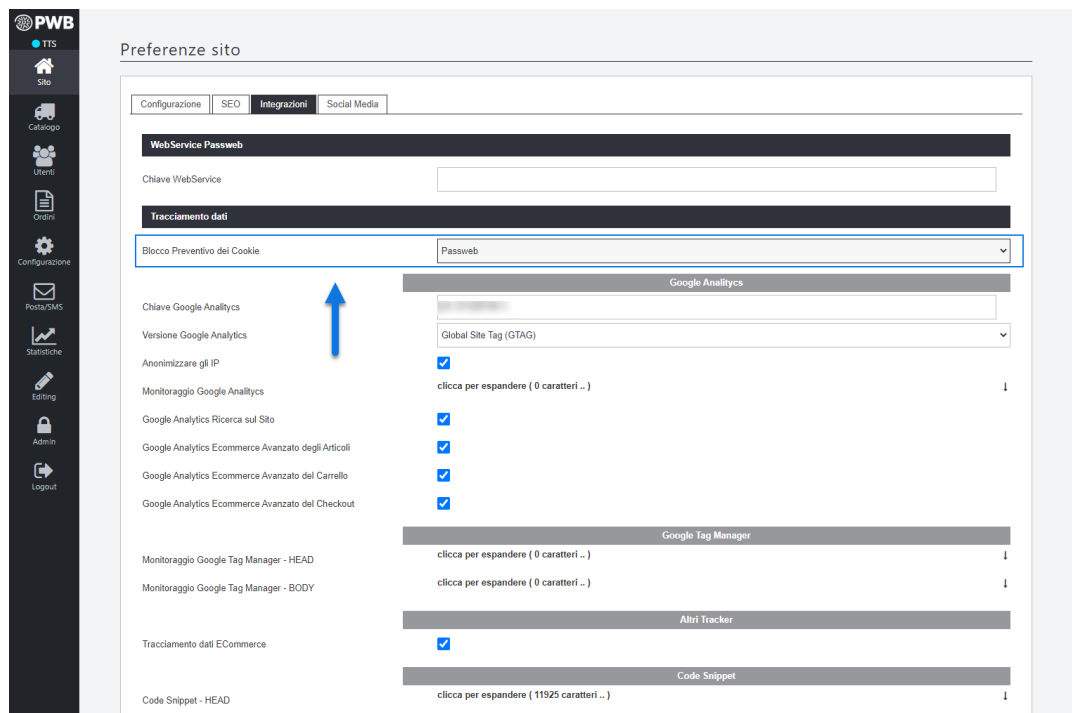 PWB
TTS
Sito
Catalogo
Utenti
Ordini
Configurazione
Posta/SMS
Statistiche
Editing
Admin
Logout
Preferenze sito
Configurazione SEO Integrazioni Social Media
WebService Passweb
Chiave WebService
Tracciamento dati
Blocco Preventivo dei Cookie Passweb
Google Analitycs
Chiave Google Analitycs
Versione Google Analytics Global Site Tag (GTAG)
Anonimizzare gli IP
Monitoraggio Google Analitycs clicca per espandere ( 0 caratteri .. )
Google Analytics Ricerca sul Sito
Google Analytics Ecommerce Avanzato degli Articoli
Google Analytics Ecommerce Avanzato del Carrello
Google Analytics Ecommerce Avanzato del Checkout
Google Tag Manager
Monitoraggio Google Tag Manager - HEAD clicca per espandere ( 0 caratteri .. )
Monitoraggio Google Tag Manager - BODY clicca per espandere ( 0 caratteri .. )
Altri Tracker
Tracciamento dati ECommerce
Code Snippet
Code Snippet - HEAD clicca per espandere ( 11925 caratteri .. )